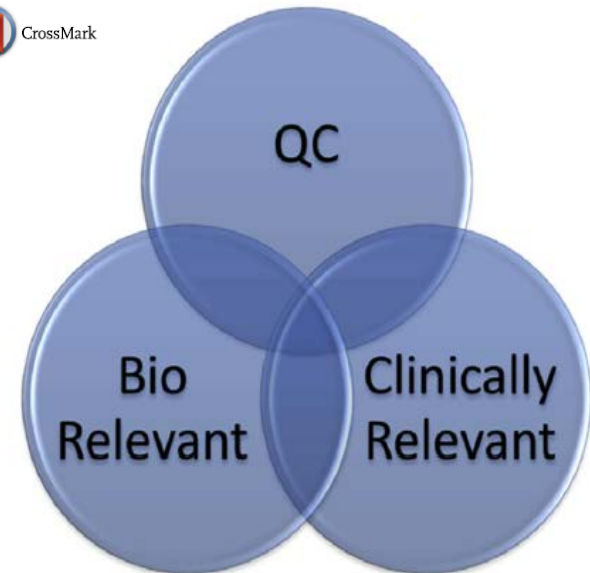 CrossMark
QC
Bio
Relevant
Clinically
Relevant